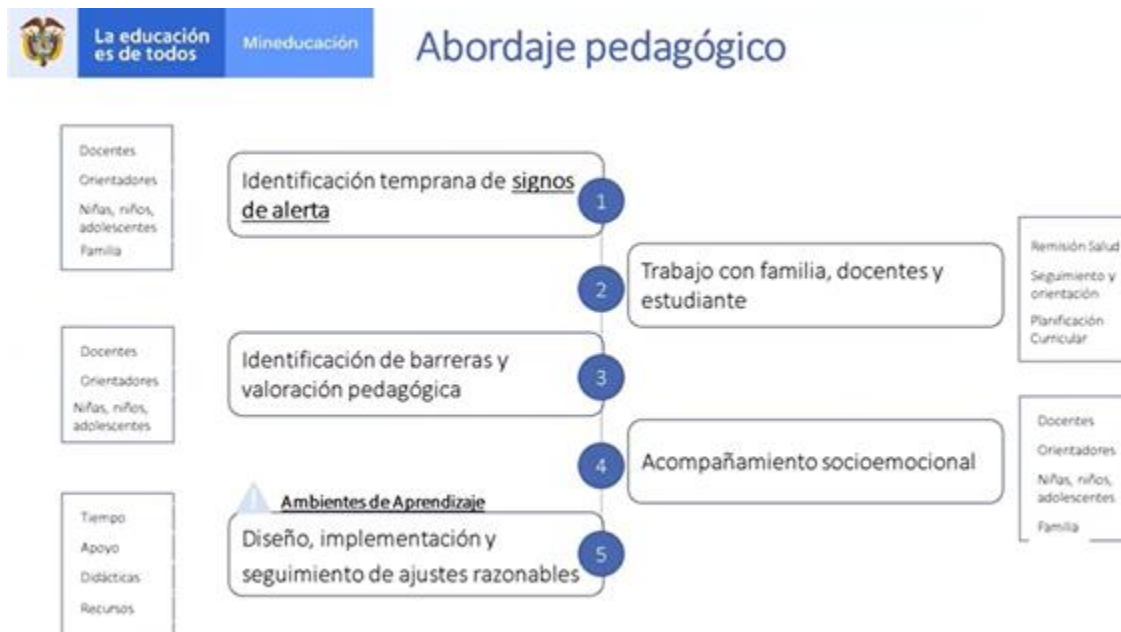 La educación
es de todos
Mineducación
Abordaje pedagógico
Docentes
Orientadores
Niñas, niños,
adolescentes
Familia
Identificación temprana de signos
de alerta
1
2
Trabajo con familia, docentes y
estudiante
Remisión Salud
Seguimiento y
orientación
Planificación
Curricular
Docentes
Orientadores
Niñas, niños,
adolescentes
Identificación de barreras y
valoración pedagógica
3
4
Acompañamiento socioemocional
Docentes
Orientadores
Niñas, niños,
adolescentes
Familia
Tiempo
Apoyo
Didácticas
Recursos
Ambientes de Aprendizaje
Diseño, implementación y
seguimiento de ajustes razonables
5